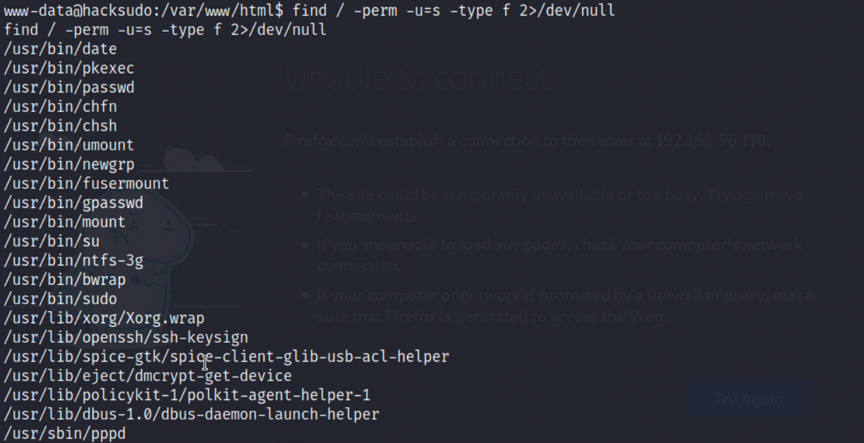 www-data@hacksudo:/var/www/html$ find / -perm -u=s -type f 2>/dev/null
find / -perm -u=s -type f 2>/dev/null
/usr/bin/date
/usr/bin/pkexec
/usr/bin/passwd
/usr/bin/chfn
/usr/bin/chsh
/usr/bin/umount
/usr/bin/newgrp
/usr/bin/fusermount
/usr/bin/gpasswd
/usr/bin/mount
/usr/bin/su
/usr/bin/ntfs-3g
/usr/bin/bwrap
/usr/bin/sudo
/usr/lib/xorg/Xorg.wrap
/usr/lib/openssh/ssh-keysign
/usr/lib/spice-gtk/spice-client-glib-usb-acl-helper
/usr/lib/eject/dmcrypt-get-device
/usr/lib/policykit-1/polkit-agent-helper-1
/usr/lib/dbus-1.0/dbus-daemon-launch-helper
/usr/sbin/pppd
Unable to connect
Firefox can't establish a connection to the server at 192.168.56.110.
The site could be temporarily unavailable or too busy. Try again in a
few moments.
If you are unable to load any pages, check your computer's network
connection.
If your computer or network is protected by a firewall or proxy, make
sure that Firefox is permitted to access the Web.
Try Again